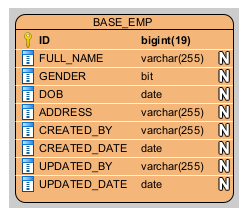 BASE_EMP
ID bigint(19)
FULL_NAME varchar(255) N
GENDER bit N
DOB date N
ADDRESS varchar(255) N
CREATED_BY varchar(255) N
CREATED_DATE date N
UPDATED_BY varchar(255) N
UPDATED_DATE date N